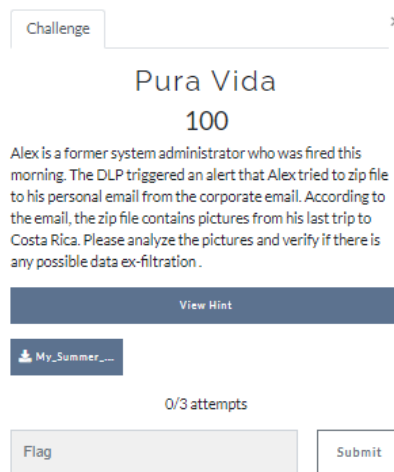 Challenge
Pura Vida
100
Alex is a former system administrator who was fired this
morning. The DLP triggered an alert that Alex tried to zip file
to his personal email from the corporate email. According to
the email, the zip file contains pictures from his last trip to
Costa Rica. Please analyze the pictures and verify if there is
any possible data ex-filtration .
View Hint
My_Summer_...
0/3 attempts
Flag
Submit